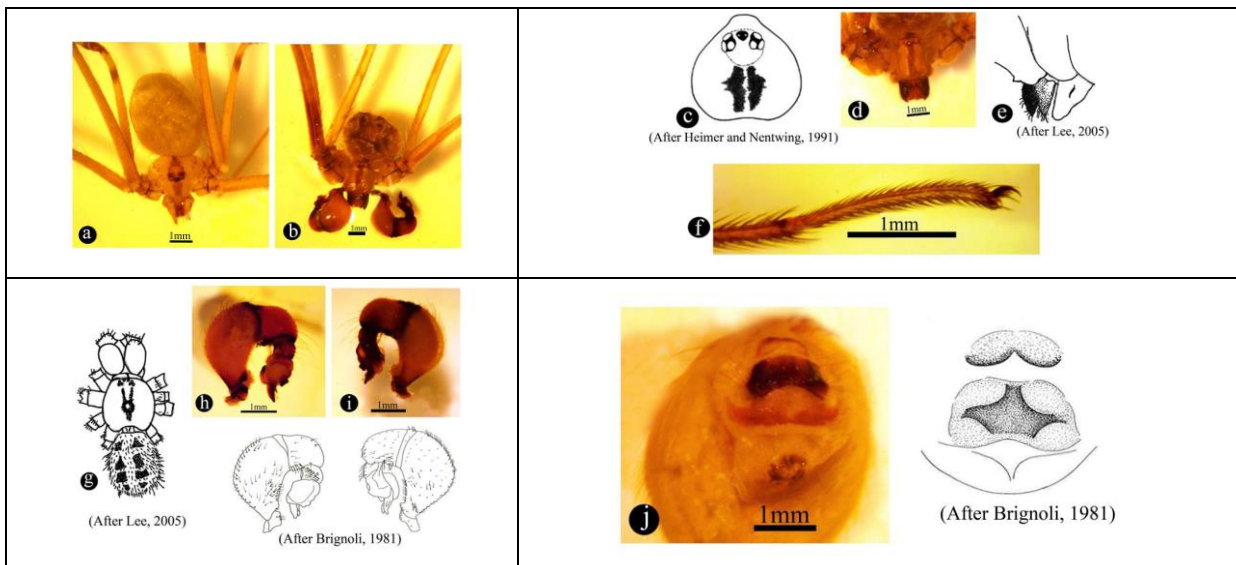 1mm
a
1mm
b
c
(After Heimer and Nentwing, 1991)
1mm
d
e
(After Lee, 2005)
f
1mm
g
(After Lee, 2005)
h
1mm
i
1mm
(After Brignoli, 1981)
j
1mm
(After Brignoli, 1981)